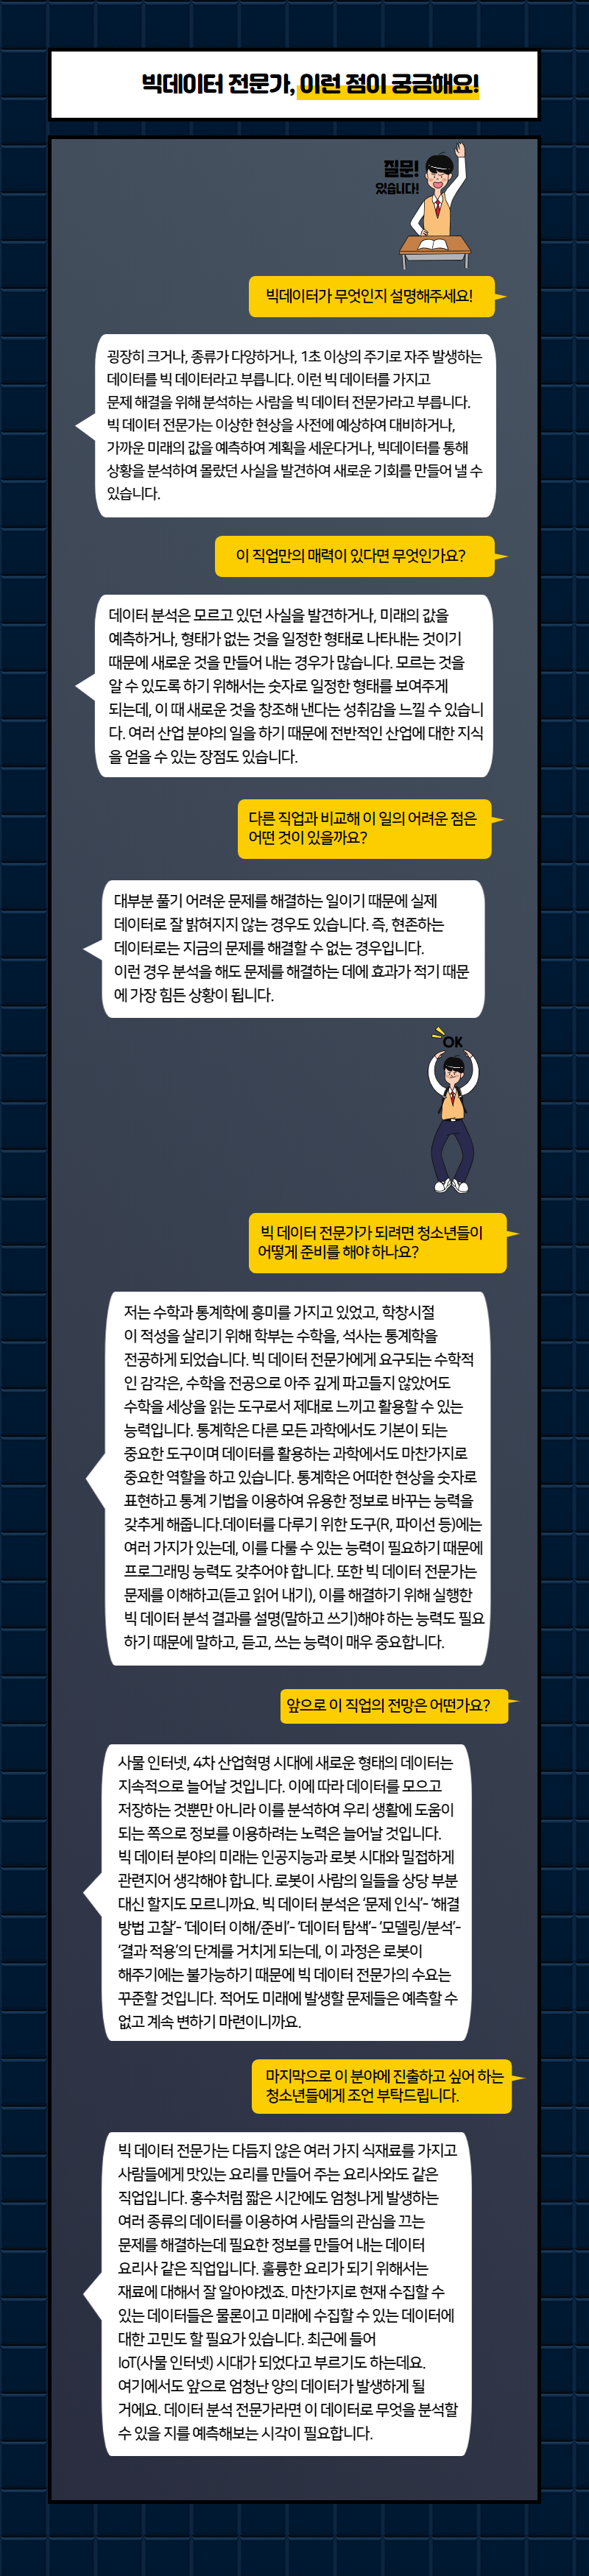 빅데이터 전문가, 이런 점이 궁금해요!
질문!
있습니다!
빅데이터가 무엇인지 설명해주세요!
굉장히 크거나, 종류가 다양하거나, 1초 이상의 주기로 자주 발생하는
데이터를 빅 데이터라고 부릅니다. 이런 빅 데이터를 가지고
문제 해결을 위해 분석하는 사람을 빅 데이터 전문가라고 부릅니다.
빅 데이터 전문가는 이상한 현상을 사전에 예상하여 대비하거나,
가까운 미래의 값을 예측하여 계획을 세운다거나, 빅데이터를 통해
상황을 분석하여 몰랐던 사실을 발견하여 새로운 기회를 만들어 낼 수
있습니다.
이 직업만의 매력이 있다면 무엇인가요?
데이터 분석은 모르고 있던 사실을 발견하거나, 미래의 값을
예측하거나, 형태가 없는 것을 일정한 형태로 나타내는 것이기
때문에 새로운 것을 만들어 내는 경우가 많습니다. 모르는 것을
알 수 있도록 하기 위해서는 숫자로 일정한 형태를 보여주게
되는데, 이 때 새로운 것을 창조해 낸다는 성취감을 느낄 수 있습니
다. 여러 산업 분야의 일을 하기 때문에 전반적인 산업에 대한 지식
을 얻을 수 있는 장점도 있습니다.
다른 직업과 비교해 이 일의 어려운 점은
어떤 것이 있을까요?
대부분 풀기 어려운 문제를 해결하는 일이기 때문에 실제
데이터로 잘 밝혀지지 않는 경우도 있습니다. 즉, 현존하는
데이터로는 지금의 문제를 해결할 수 없는 경우입니다.
이런 경우 분석을 해도 문제를 해결하는 데에 효과가 적기 때문
에 가장 힘든 상황이 됩니다.
OK
빅 데이터 전문가가 되려면 청소년들이
어떻게 준비를 해야 하나요?
저는 수학과 통계학에 흥미를 가지고 있었고, 학창시절
이 적성을 살리기 위해 학부는 수학을, 석사는 통계학을
전공하게 되었습니다. 빅 데이터 전문가에게 요구되는 수학적
인 감각은, 수학을 전공으로 아주 깊게 파고들지 않았어도
수학을 세상을 읽는 도구로서 제대로 느끼고 활용할 수 있는
능력입니다. 통계학은 다른 모든 과학에서도 기본이 되는
중요한 도구이며 데이터를 활용하는 과학에서도 마찬가지로
중요한 역할을 하고 있습니다. 통계학은 어떠한 현상을 숫자로
표현하고 통계 기법을 이용하여 유용한 정보로 바꾸는 능력을
갖추게 해줍니다.데이터를 다루기 위한 도구(R, 파이선 등)에는
여러 가지가 있는데, 이를 다룰 수 있는 능력이 필요하기 때문에
프로그래밍 능력도 갖추어야 합니다. 또한 빅 데이터 전문가는
문제를 이해하고(듣고 읽어 내기), 이를 해결하기 위해 실행한
빅 데이터 분석 결과를 설명(말하고 쓰기)해야 하는 능력도 필요
하기 때문에 말하고, 듣고, 쓰는 능력이 매우 중요합니다.
앞으로 이 직업의 전망은 어떤가요?
사물 인터넷, 4차 산업혁명 시대에 새로운 형태의 데이터는
지속적으로 늘어날 것입니다. 이에 따라 데이터를 모으고
저장하는 것뿐만 아니라 이를 분석하여 우리 생활에 도움이
되는 쪽으로 정보를 이용하려는 노력은 늘어날 것입니다.
빅 데이터 분야의 미래는 인공지능과 로봇 시대와 밀접하게
관련지어 생각해야 합니다. 로봇이 사람의 일들을 상당 부분
대신 할지도 모르니까요. 빅 데이터 분석은 '문제 인식'- '해결
방법 고찰'- '데이터 이해/준비'- '데이터 탐색'- '모델링/분석'-
'결과 적용'의 단계를 거치게 되는데, 이 과정은 로봇이
해주기에는 불가능하기 때문에 빅 데이터 전문가의 수요는
꾸준할 것입니다. 적어도 미래에 발생할 문제들은 예측할 수
없고 계속 변하기 마련이니까요.
마지막으로 이 분야에 진출하고 싶어 하는
청소년들에게 조언 부탁드립니다.
빅 데이터 전문가는 다듬지 않은 여러 가지 식재료를 가지고
사람들에게 맛있는 요리를 만들어 주는 요리사와도 같은
직업입니다. 홍수처럼 짧은 시간에도 엄청나게 발생하는
여러 종류의 데이터를 이용하여 사람들의 관심을 끄는
문제를 해결하는데 필요한 정보를 만들어 내는 데이터
요리사 같은 직업입니다. 훌륭한 요리가 되기 위해서는
재료에 대해서 잘 알아야겠죠. 마찬가지로 현재 수집할 수
있는 데이터들은 물론이고 미래에 수집할 수 있는 데이터에
대한 고민도 할 필요가 있습니다. 최근에 들어
IoT(사물 인터넷) 시대가 되었다고 부르기도 하는데요.
여기에서도 앞으로 엄청난 양의 데이터가 발생하게 될
거에요. 데이터 분석 전문가라면 이 데이터로 무엇을 분석할
수 있을 지를 예측해보는 시각이 필요합니다.